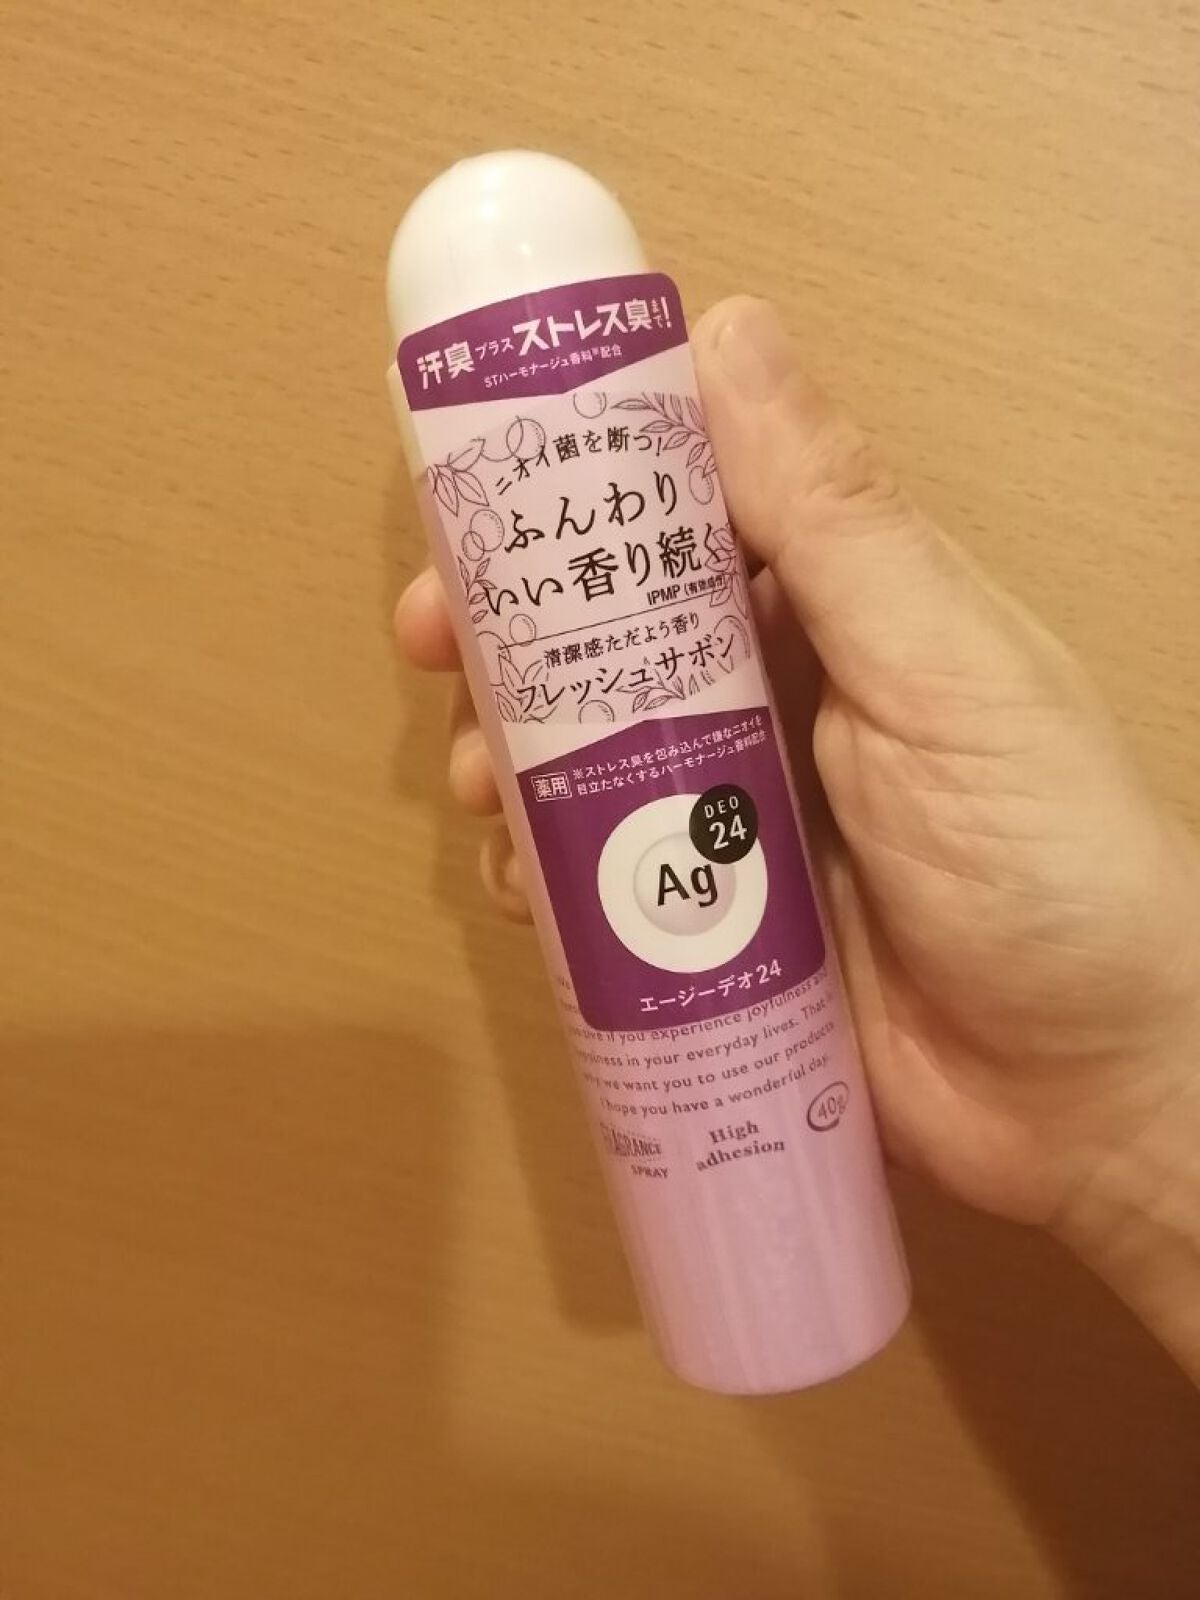 汗臭プラスストレス臭まで!
STハーモナージュ香料※配合
ニオイ菌を断つ!
ふんわり
いい香り続く
IPMP(有効成分)
清潔感ただよう香り
フレッシュサボン
薬用
※ストレス臭を包み込んで嫌なニオイを
目立たなくするハーモナージュ香料配合
DEO
24
Ag
エージーデオ24
if you experience joyfulness and
in your everyday lives. That is
why we want you to use our products
I hope you have a wonderful day.
FRAGRANCE
SPRAY
High
adhesion
40g